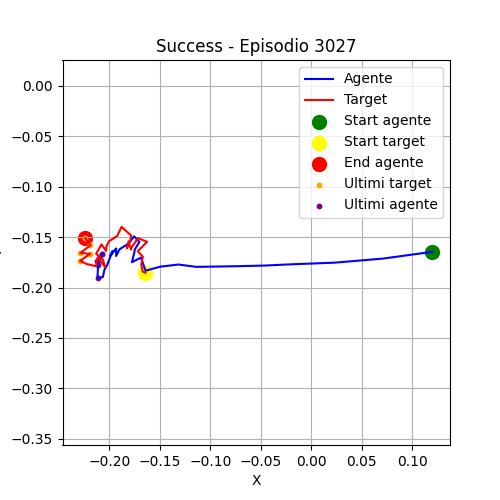 Success - Episodio 3027
Agente
Target
Start agente
Start target
End agente
Ultimi target
Ultimi agente
0.00
−0.05
−0.10
−0.15
−0.20
−0.25
−0.30
−0.35
−0.20 −0.15 −0.10 −0.05 0.00 0.05 0.10
X